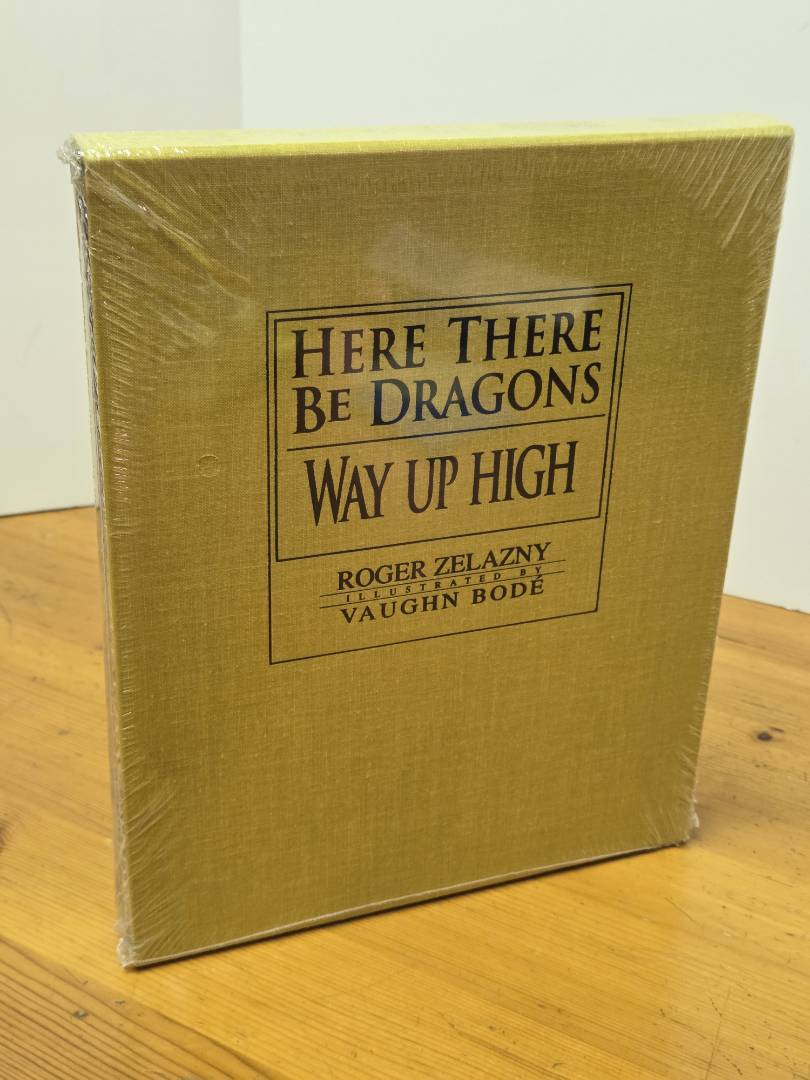 HERE THERE
BE DRAGONS
WAY UP HIGH
ROGER ZELAZNY
ILLUSTRATED BY
VAUGHN BODÉ